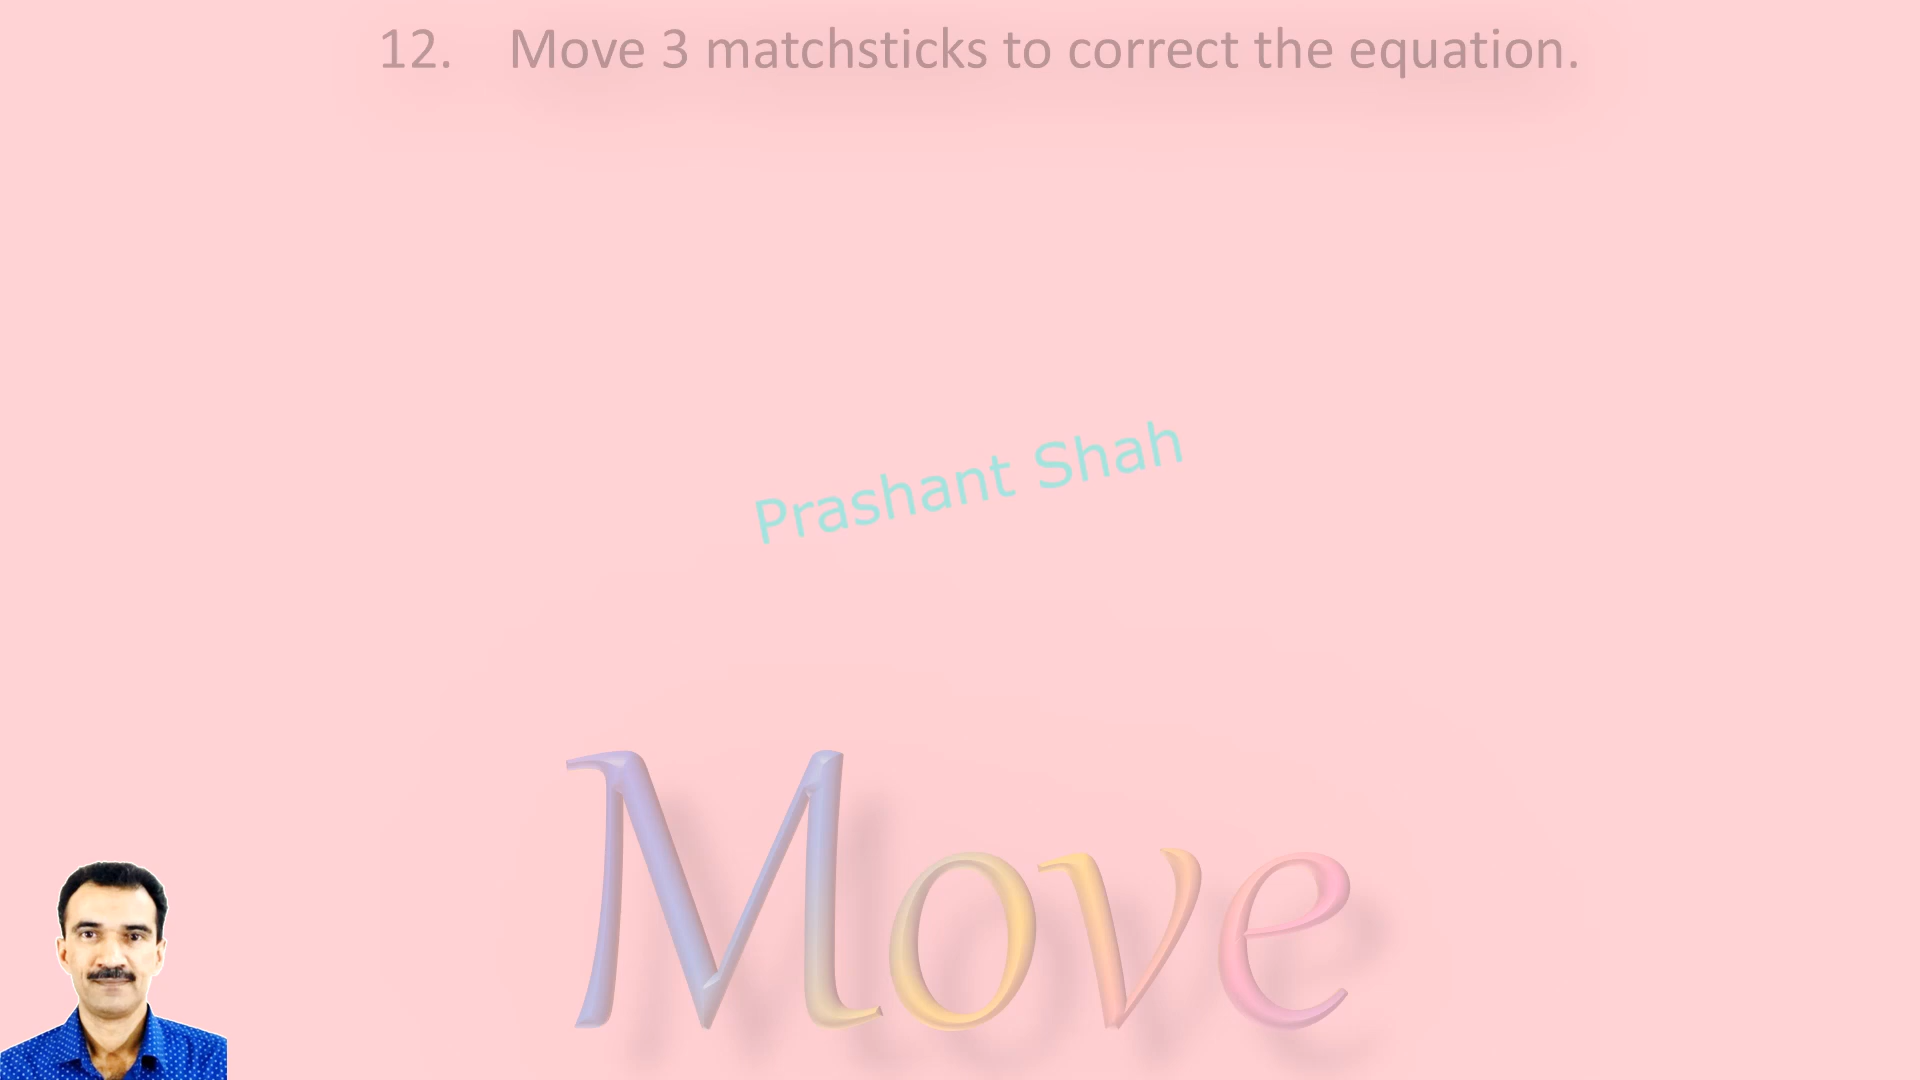 12. Move 3 matchsticks to correct the equation.
Prashant Shah
Move